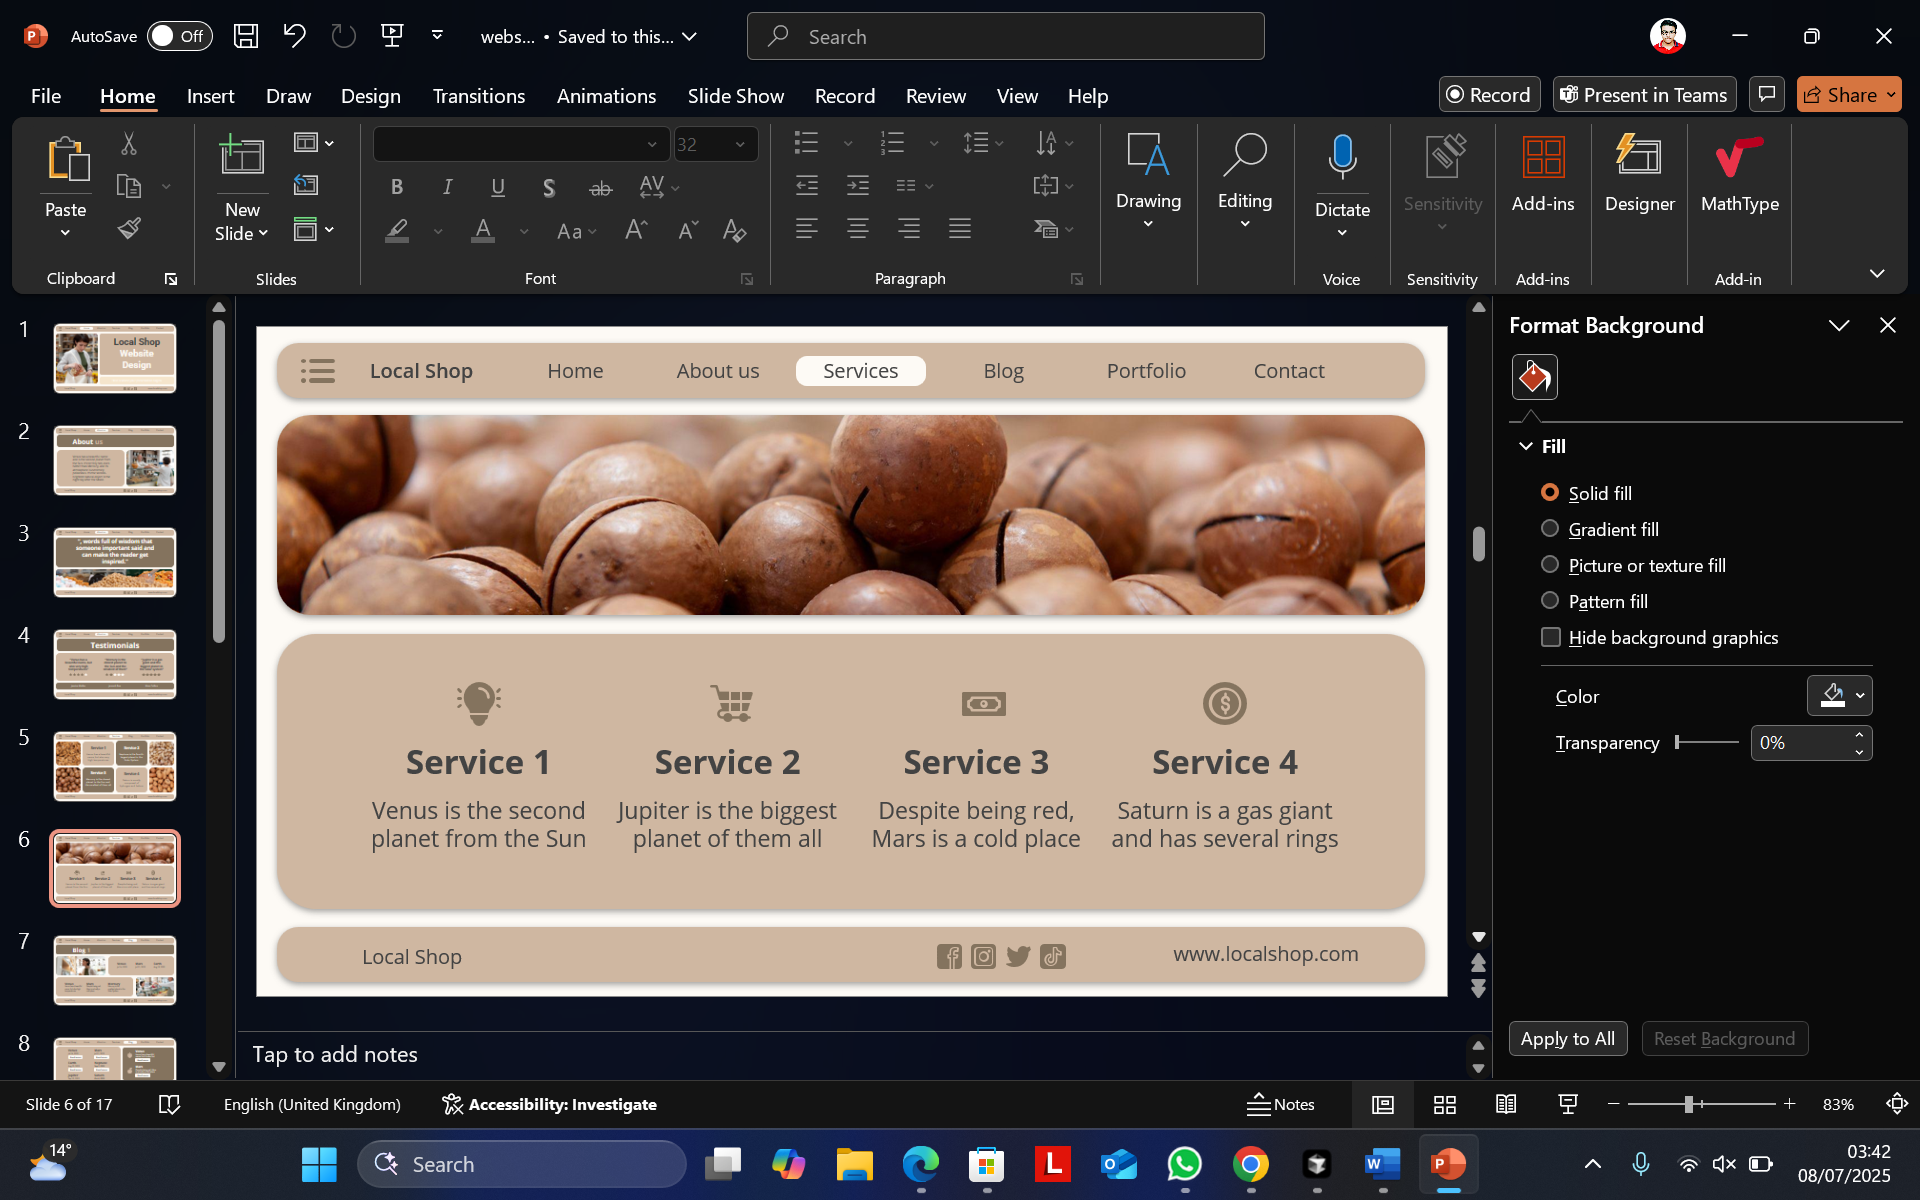 AutoSave Off webs... • Saved to this... Search
File Home Insert Draw Design Transitions Animations Slide Show Record Review View Help Record Present in Teams Share
Paste
New Slide
32
Drawing
Editing
Dictate
Sensitivity
Add-ins
Designer
MathType
Clipboard Slides Font Paragraph Voice Sensitivity Add-ins Add-in
1
Local Shop
Website
Design
2
About us
3
", words full of wisdom that
someone important said and
can make the reader get
inspired."
4
Testimonials
5
6
7
Blog 1
8
Local Shop Home About us Services Blog Portfolio Contact
Service 1
Venus is the second
planet from the Sun
Service 2
Jupiter is the biggest
planet of them all
Service 3
Despite being red,
Mars is a cold place
Service 4
Saturn is a gas giant
and has several rings
Local Shop www.localshop.com
Tap to add notes
Format Background
Fill
Solid fill
Gradient fill
Picture or texture fill
Pattern fill
Hide background graphics
Color
Transparency 0%
Apply to All Reset Background
Slide 6 of 17 English (United Kingdom) Accessibility: Investigate Notes 83%
14° Search 03:42
08/07/2025